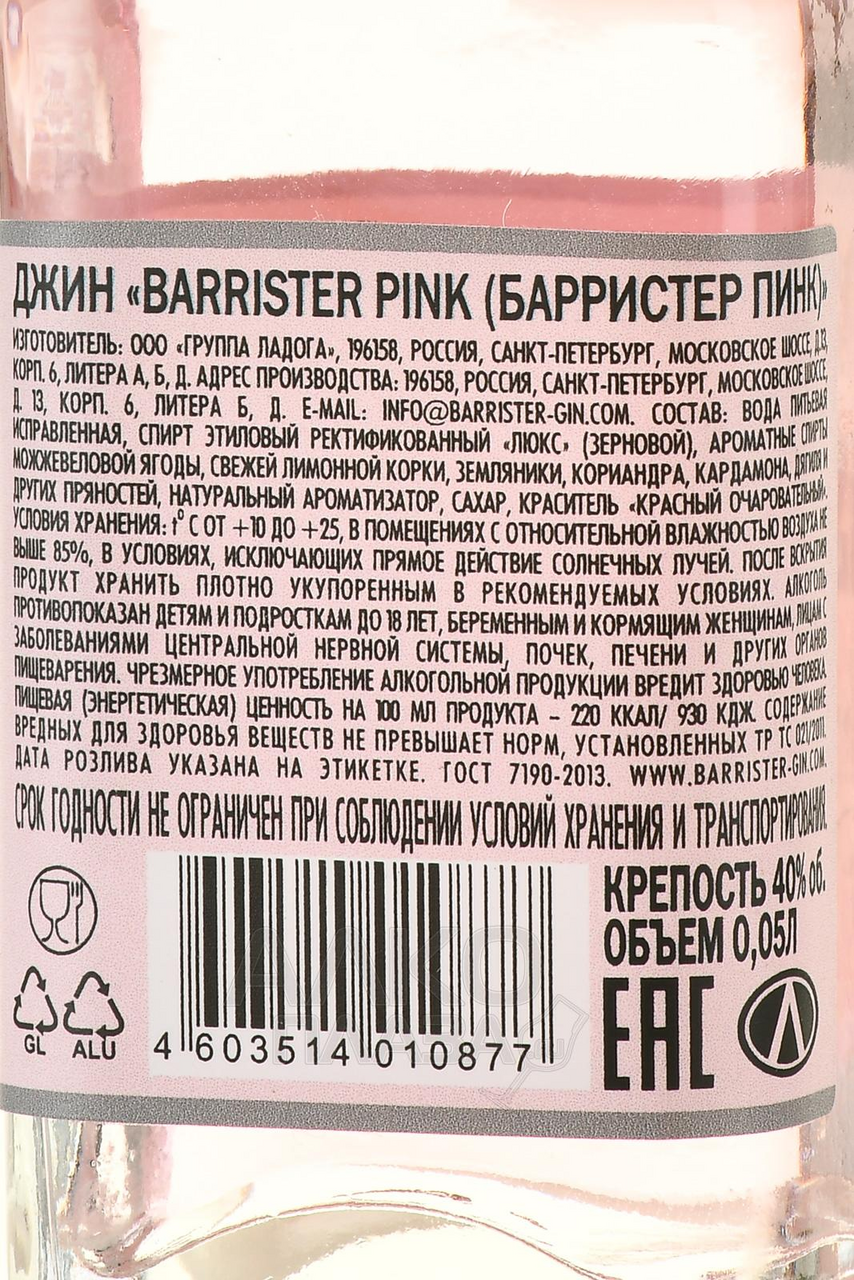 ДЖИН «BARRISTER PINK (БАРРИСТЕР ПИНК)»
ИЗГОТОВИТЕЛЬ: ООО «ГРУППА ЛАДОГА», 196158, РОССИЯ, САНКТ-ПЕТЕРБУРГ, МОСКОВСКОЕ ШОССЕ, Д.13,
КОРП. 6, ЛИТЕРА А, Б, Д. АДРЕС ПРОИЗВОДСТВА: 196158, РОССИЯ, САНКТ-ПЕТЕРБУРГ, МОСКОВСКОЕ ШОССЕ,
Д. 13, КОРП. 6, ЛИТЕРА Б, Д. E-MAIL: INFO@BARRISTER-GIN.COM. СОСТАВ: ВОДА ПИТЬЕВАЯ
ИСПРАВЛЕННАЯ, СПИРТ ЭТИЛОВЫЙ РЕКТИФИКОВАННЫЙ «ЛЮКС» (ЗЕРНОВОЙ), АРОМАТНЫЕ СПИРТЫ
МОЖЖЕВЕЛОВОЙ ЯГОДЫ, СВЕЖЕЙ ЛИМОННОЙ КОРКИ, ЗЕМЛЯНИКИ, КОРИАНДРА, КАРДАМОНА, ДЯГИЛЯ И
ДРУГИХ ПРЯНОСТЕЙ, НАТУРАЛЬНЫЙ АРОМАТИЗАТОР, САХАР, КРАСИТЕЛЬ «КРАСНЫЙ ОЧАРОВАТЕЛЬНЫЙ».
УСЛОВИЯ ХРАНЕНИЯ: t° С ОТ +10 ДО +25, В ПОМЕЩЕНИЯХ С ОТНОСИТЕЛЬНОЙ ВЛАЖНОСТЬЮ ВОЗДУХА НЕ
ВЫШЕ 85%, В УСЛОВИЯХ, ИСКЛЮЧАЮЩИХ ПРЯМОЕ ДЕЙСТВИЕ СОЛНЕЧНЫХ ЛУЧЕЙ. ПОСЛЕ ВСКРЫТИЯ
ПРОДУКТ ХРАНИТЬ ПЛОТНО УКУПОРЕННЫМ В РЕКОМЕНДУЕМЫХ УСЛОВИЯХ. АЛКОГОЛЬ
ПРОТИВОПОКАЗАН ДЕТЯМ И ПОДРОСТКАМ ДО 18 ЛЕТ, БЕРЕМЕННЫМ И КОРМЯЩИМ ЖЕНЩИНАМ, ЛИЦАМ С
ЗАБОЛЕВАНИЯМИ ЦЕНТРАЛЬНОЙ НЕРВНОЙ СИСТЕМЫ, ПОЧЕК, ПЕЧЕНИ И ДРУГИХ ОРГАНОВ
ПИЩЕВАРЕНИЯ. ЧРЕЗМЕРНОЕ УПОТРЕБЛЕНИЕ АЛКОГОЛЬНОЙ ПРОДУКЦИИ ВРЕДИТ ЗДОРОВЬЮ ЧЕЛОВЕКА.
ПИЩЕВАЯ (ЭНЕРГЕТИЧЕСКАЯ) ЦЕННОСТЬ НА 100 МЛ ПРОДУКТА – 220 ККАЛ/ 930 КДЖ. СОДЕРЖАНИЕ
ВРЕДНЫХ ДЛЯ ЗДОРОВЬЯ ВЕЩЕСТВ НЕ ПРЕВЫШАЕТ НОРМ, УСТАНОВЛЕННЫХ ТР ТС 021/2011.
ДАТА РОЗЛИВА УКАЗАНА НА ЭТИКЕТКЕ. ГОСТ 7190-2013. WWW.BARRISTER-GIN.COM.
СРОК ГОДНОСТИ НЕ ОГРАНИЧЕН ПРИ СОБЛЮДЕНИИ УСЛОВИЙ ХРАНЕНИЯ И ТРАНСПОРТИРОВАНИЯ.
КРЕПОСТЬ 40% об.
ОБЪЕМ 0,05Л
ЕАС
GL ALU
4 603514 010877
АЛКО
ПЛАЗА